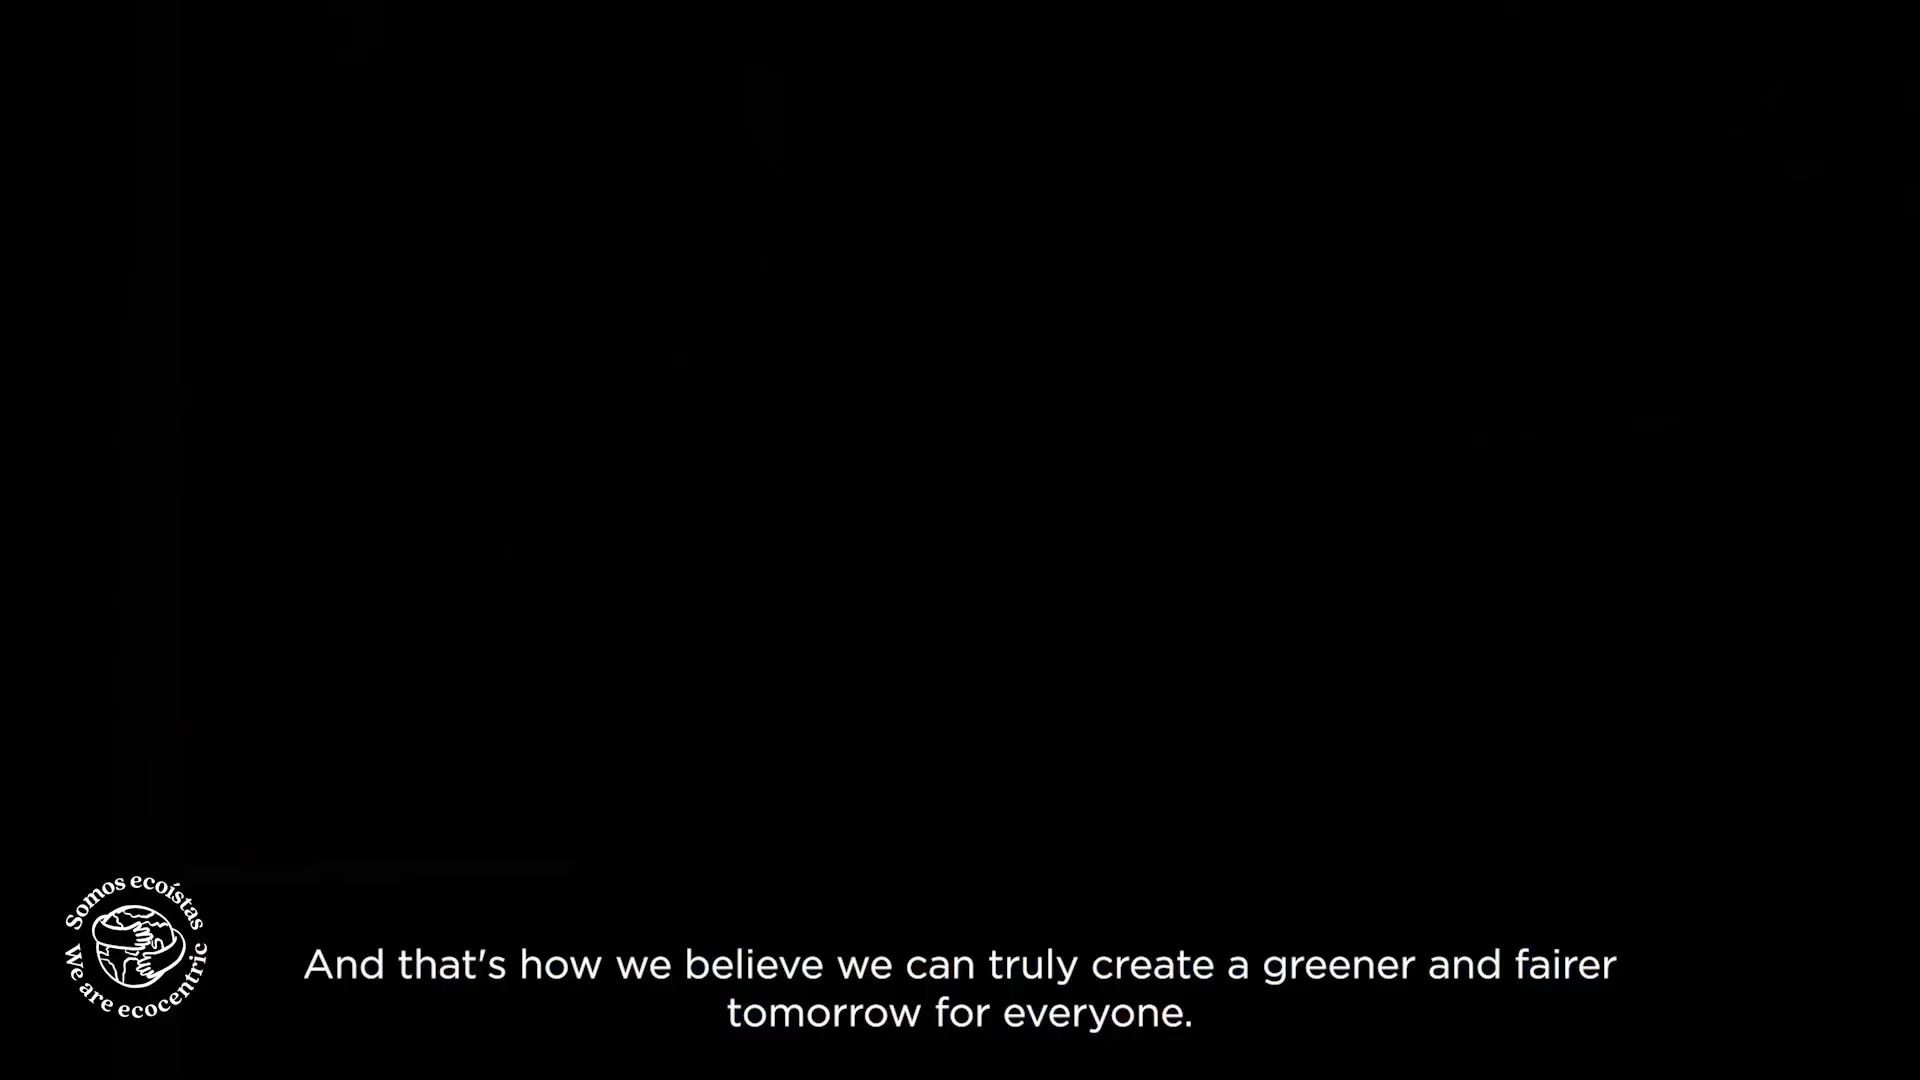 Somos ecoístas
We are ecocentric
And that's how we believe we can truly create a greener and fairer
tomorrow for everyone.